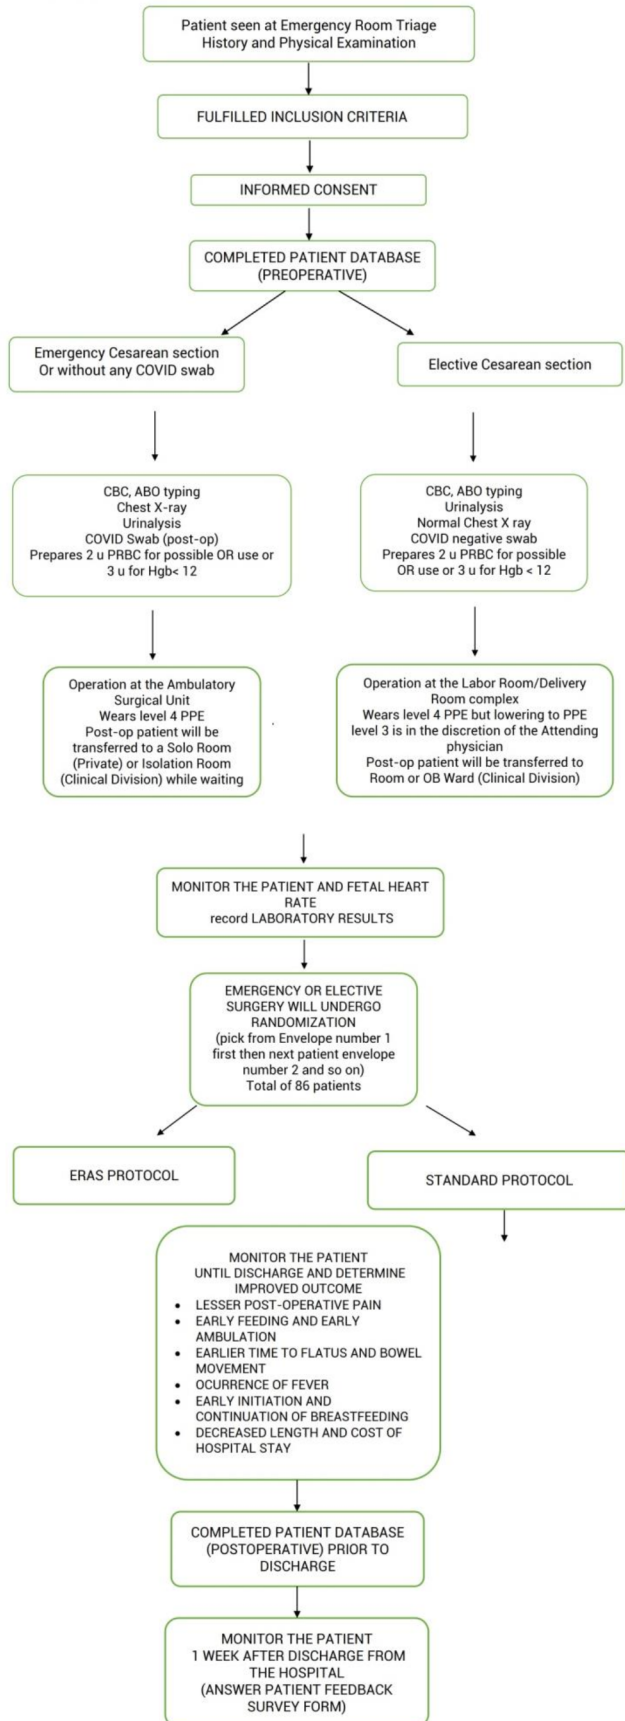 Patient seen at Emergency Room Triage
History and Physical Examination
FULFILLED INCLUSION CRITERIA
INFORMED CONSENT
COMPLETED PATIENT DATABASE
(PREOPERATIVE)
Emergency Cesarean section
Or without any COVID swab
Elective Cesarean section
CBC, ABO typing
Chest X-ray
Urinalysis
COVID Swab (post-op)
Prepares 2 u PRBC for possible OR use or
3 u for Hgb< 12
CBC, ABO typing
Urinalysis
Normal Chest X ray
COVID negative swab
Prepares 2 u PRBC for possible
OR use or 3 u for Hgb < 12
Operation at the Ambulatory
Surgical Unit
Wears level 4 PPE
Post-op patient will be
transferred to a Solo Room
(Private) or Isolation Room
(Clinical Division) while waiting
Operation at the Labor Room/Delivery
Room complex
Wears level 4 PPE but lowering to PPE
level 3 is in the discretion of the Attending
physician
Post-op patient will be transferred to
Room or OB Ward (Clinical Division)
MONITOR THE PATIENT AND FETAL HEART
RATE
record LABORATORY RESULTS
EMERGENCY OR ELECTIVE
SURGERY WILL UNDERGO
RANDOMIZATION
(pick from Envelope number 1
first then next patient envelope
number 2 and so on)
Total of 86 patients
ERAS PROTOCOL
STANDARD PROTOCOL
MONITOR THE PATIENT
UNTIL DISCHARGE AND DETERMINE
IMPROVED OUTCOME
• LESSER POST-OPERATIVE PAIN
• EARLY FEEDING AND EARLY
AMBULATION
• EARLIER TIME TO FLATUS AND BOWEL
MOVEMENT
• OCURRENCE OF FEVER
• EARLY INITIATION AND
CONTINUATION OF BREASTFEEDING
• DECREASED LENGTH AND COST OF
HOSPITAL STAY
COMPLETED PATIENT DATABASE
(POSTOPERATIVE) PRIOR TO
DISCHARGE
MONITOR THE PATIENT
1 WEEK AFTER DISCHARGE FROM
THE HOSPITAL
(ANSWER PATIENT FEEDBACK
SURVEY FORM)